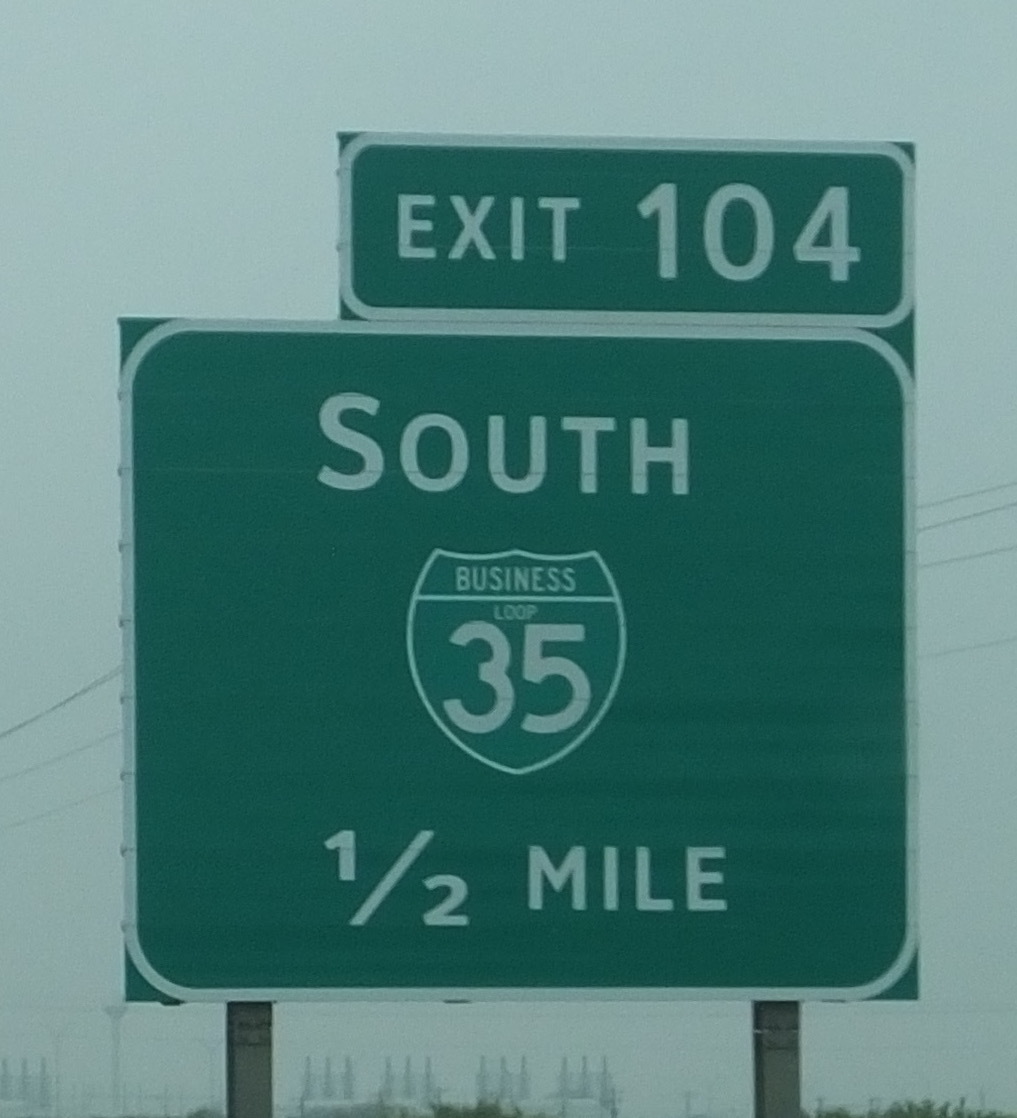 EXIT 104
SOUTH
BUSINESS
LOOP
35
1/2 MILE